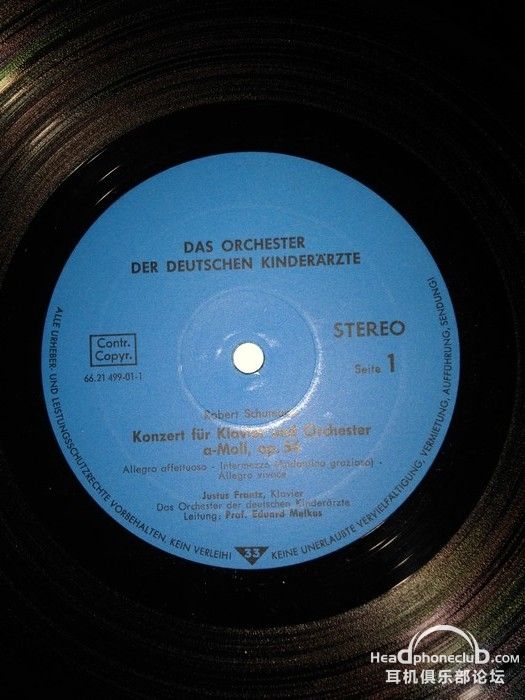 DAS ORCHESTER
DER DEUTSCHEN KINDERÄRZTE
Contr.
Copyr.
66.21 499-01-1
STEREO
Seite 1
Robert Schumann
Konzert für Klavier und Orchester
a-Moll, op. 54
Allegro affettuoso - Intermezzo (Andantino grazioso) -
Allegro vivace
Justus Frantz, Klavier
Das Orchester der deutschen Kinderärzte
Leitung: Prof. Eduard Melkus
ALLE URHEBER- UND LEISTUNGSSCHUTZRECHTE VORBEHALTEN. KEIN VERLEIH! 33 KEINE UNERLAUBTE VERVIELFÄLTIGUNG, VERMIETUNG, AUFFÜHRUNG, SENDUNG!
HeadphoneclubD.com
耳机俱乐部论坛